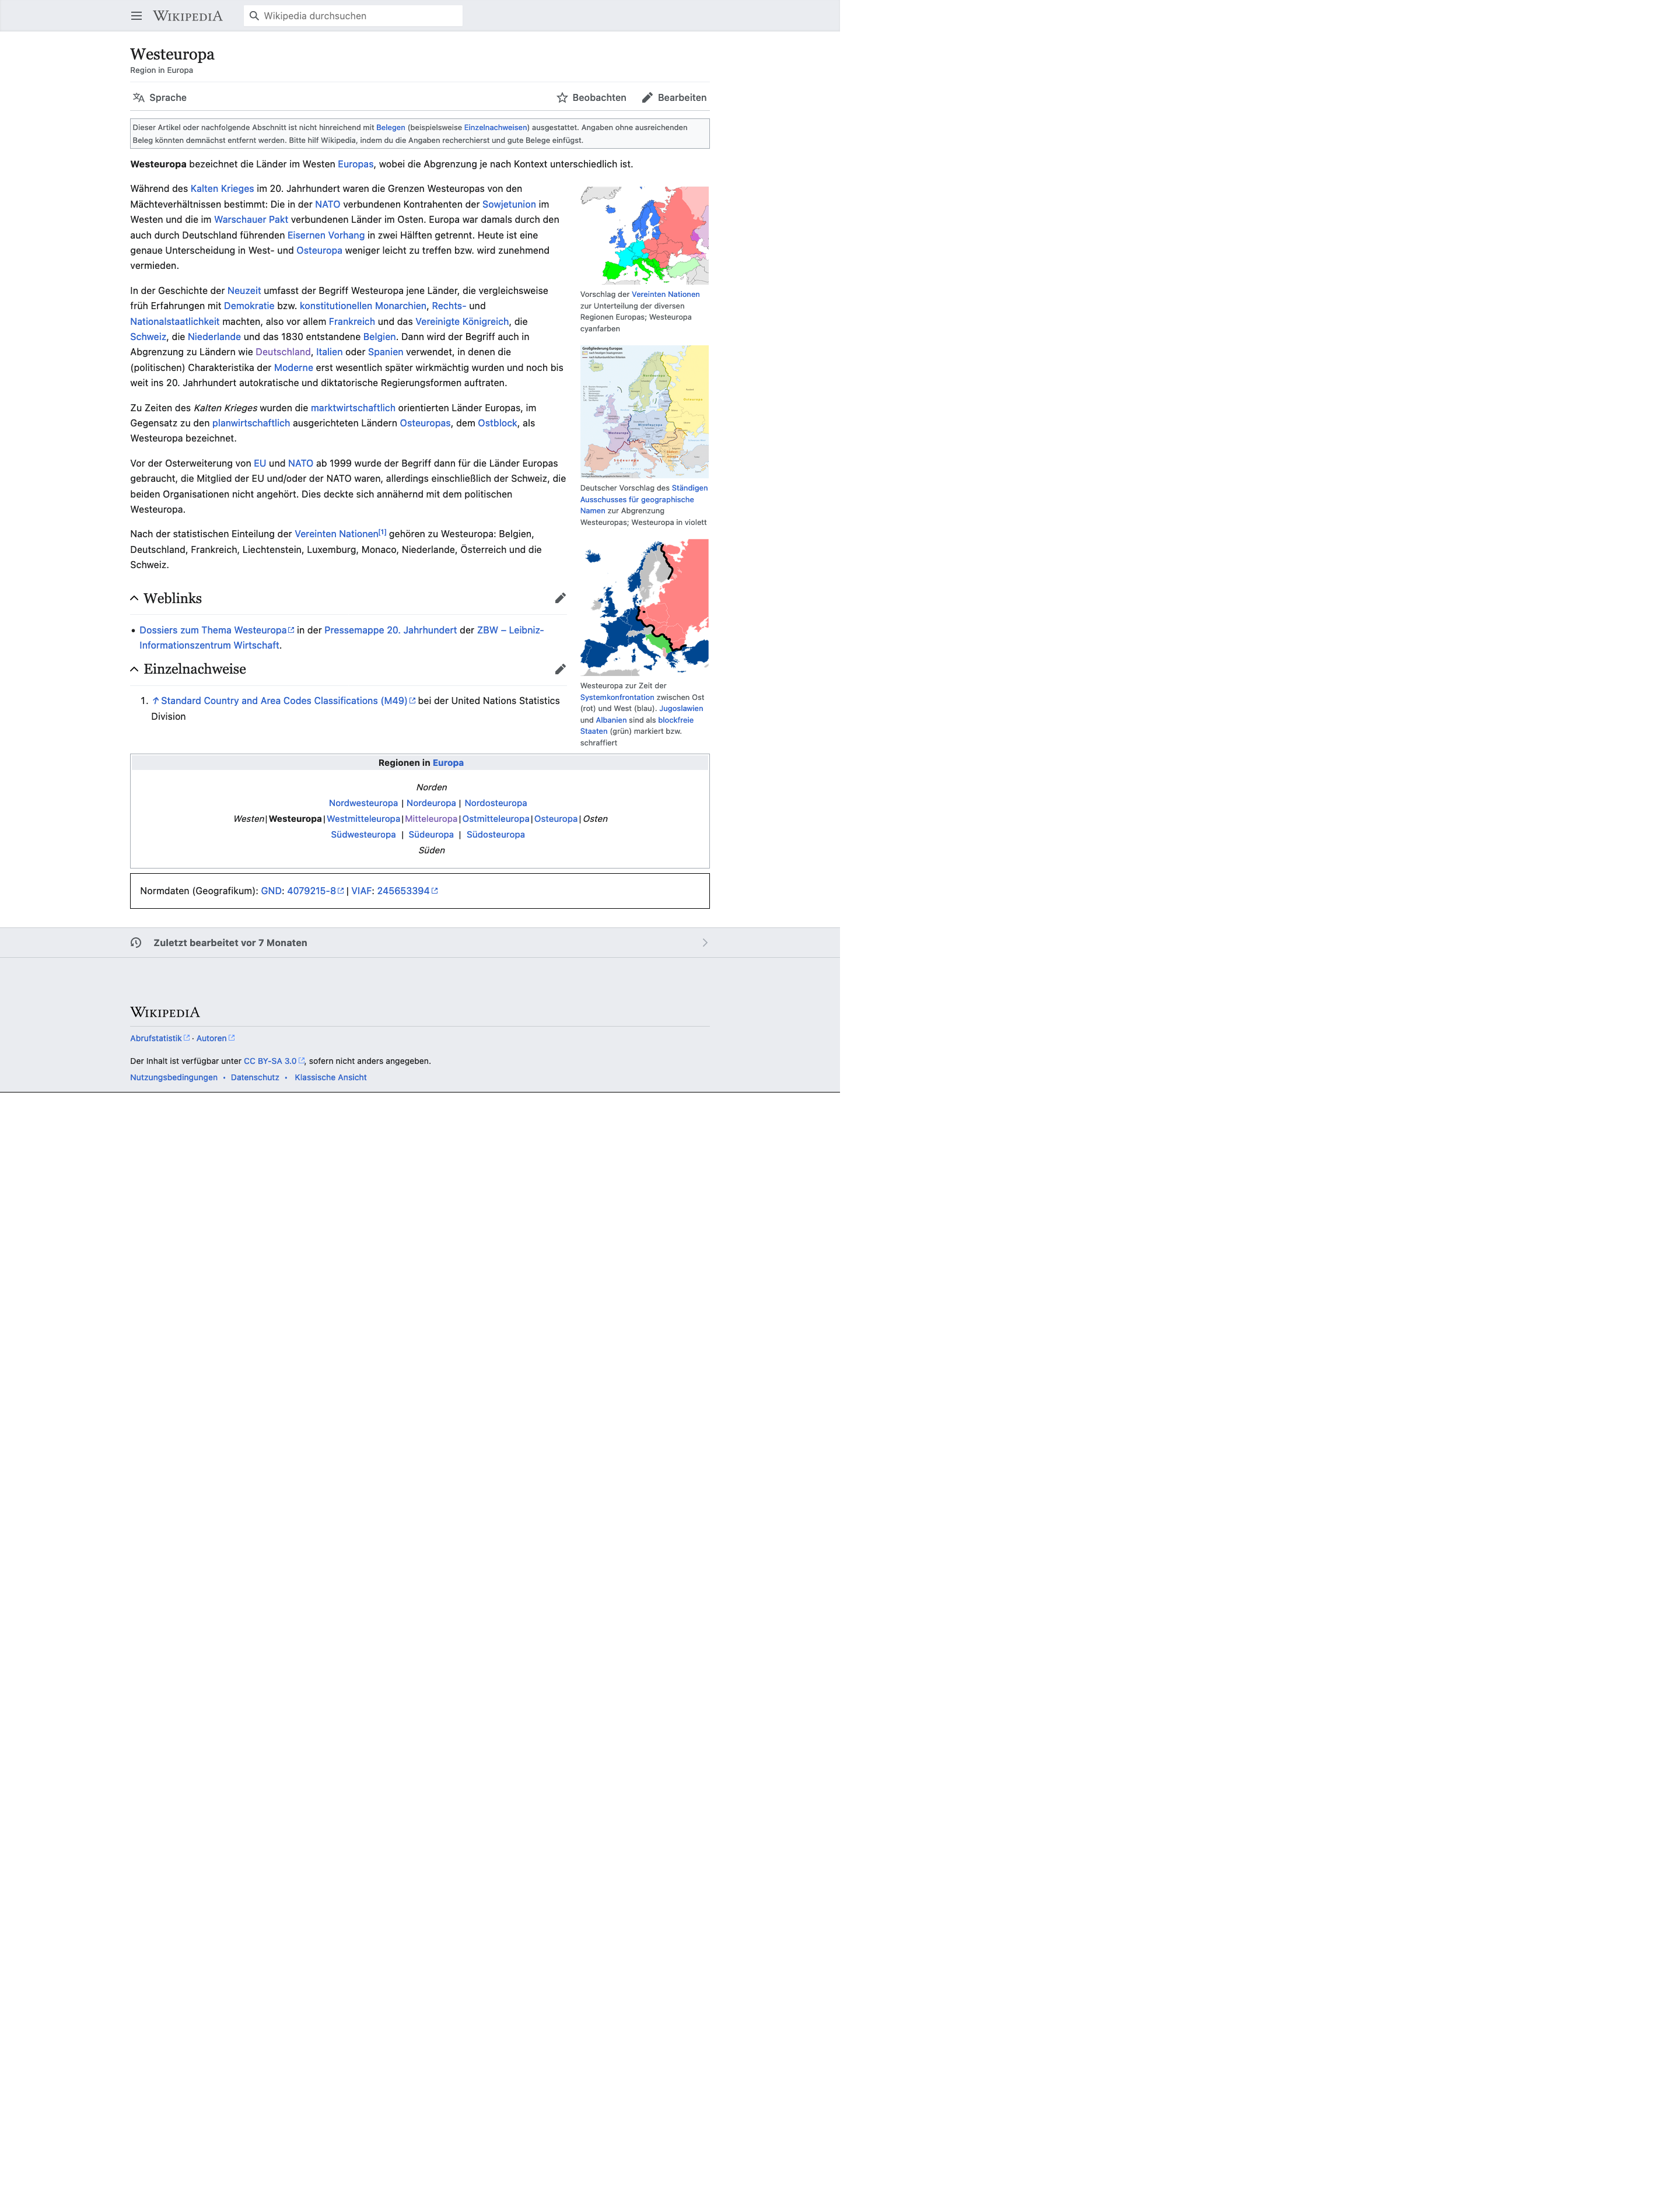 WIKIPEDIA
Wikipedia durchsuchen
Westeuropa
Region in Europa
Sprache
Beobachten
Bearbeiten
Dieser Artikel oder nachfolgende Abschnitt ist nicht hinreichend mit Belegen (beispielsweise Einzelnachweisen) ausgestattet. Angaben ohne ausreichenden
Beleg könnten demnächst entfernt werden. Bitte hilf Wikipedia, indem du die Angaben recherchierst und gute Belege einfügst.
Westeuropa bezeichnet die Länder im Westen Europas, wobei die Abgrenzung je nach Kontext unterschiedlich ist.
Während des Kalten Krieges im 20. Jahrhundert waren die Grenzen Westeuropas von den
Mächteverhältnissen bestimmt: Die in der NATO verbundenen Kontrahenten der Sowjetunion im
Westen und die im Warschauer Pakt verbundenen Länder im Osten. Europa war damals durch den
auch durch Deutschland führenden Eisernen Vorhang in zwei Hälften getrennt. Heute ist eine
genaue Unterscheidung in West- und Osteuropa weniger leicht zu treffen bzw. wird zunehmend
vermieden.
In der Geschichte der Neuzeit umfasst der Begriff Westeuropa jene Länder, die vergleichsweise
früh Erfahrungen mit Demokratie bzw. konstitutionellen Monarchien, Rechts- und
Nationalstaatlichkeit machten, also vor allem Frankreich und das Vereinigte Königreich, die
Schweiz, die Niederlande und das 1830 entstandene Belgien. Dann wird der Begriff auch in
Abgrenzung zu Ländern wie Deutschland, Italien oder Spanien verwendet, in denen die
(politischen) Charakteristika der Moderne erst wesentlich später wirkmächtig wurden und noch bis
weit ins 20. Jahrhundert autokratische und diktatorische Regierungsformen auftraten.
Zu Zeiten des Kalten Krieges wurden die marktwirtschaftlich orientierten Länder Europas, im
Gegensatz zu den planwirtschaftlich ausgerichteten Ländern Osteuropas, dem Ostblock, als
Westeuropa bezeichnet.
Vor der Osterweiterung von EU und NATO ab 1999 wurde der Begriff dann für die Länder Europas
gebraucht, die Mitglied der EU und/oder der NATO waren, allerdings einschließlich der Schweiz, die
beiden Organisationen nicht angehört. Dies deckte sich annähernd mit dem politischen
Westeuropa.
Nach der statistischen Einteilung der Vereinten Nationen[1] gehören zu Westeuropa: Belgien,
Deutschland, Frankreich, Liechtenstein, Luxemburg, Monaco, Niederlande, Österreich und die
Schweiz.
Vorschlag der Vereinten Nationen
zur Unterteilung der diversen
Regionen Europas; Westeuropa
cyanfarben
Großgliederung Europas
Deutscher Vorschlag des Ständigen
Ausschusses für geographische
Namen zur Abgrenzung
Westeuropas; Westeuropa in violett
Westeuropa zur Zeit der
Systemkonfrontation zwischen Ost
(rot) und West (blau). Jugoslawien
und Albanien sind als blockfreie
Staaten (grün) markiert bzw.
schraffiert
Weblinks
• Dossiers zum Thema Westeuropa in der Pressemappe 20. Jahrhundert der ZBW – Leibniz-
Informationszentrum Wirtschaft.
Einzelnachweise
1. ↑ Standard Country and Area Codes Classifications (M49) bei der United Nations Statistics
Division
Regionen in Europa
Norden
Nordwesteuropa | Nordeuropa | Nordosteuropa
Westen | Westeuropa | Westmitteleuropa | Mitteleuropa | Ostmitteleuropa | Osteuropa | Osten
Südwesteuropa | Südeuropa | Südosteuropa
Süden
Normdaten (Geografikum): GND: 4079215-8 | VIAF: 245653394
Zuletzt bearbeitet vor 7 Monaten
WIKIPEDIA
Abrufstatistik · Autoren
Der Inhalt ist verfügbar unter CC BY-SA 3.0, sofern nicht anders angegeben.
Nutzungsbedingungen • Datenschutz • Klassische Ansicht